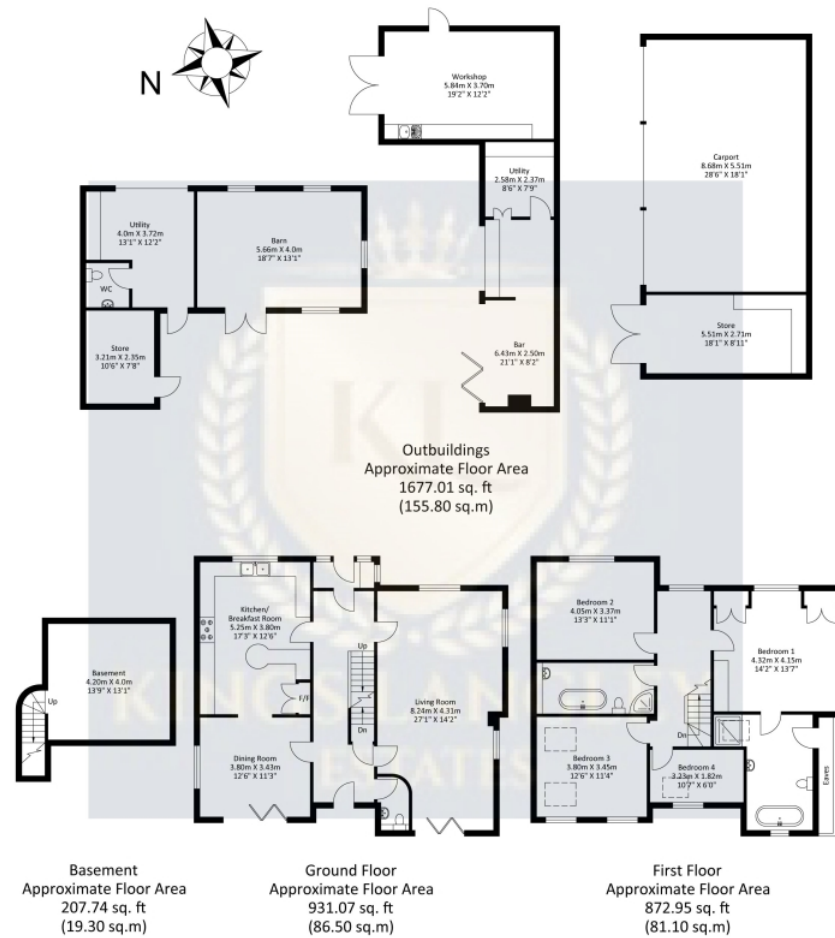 N
Workshop
5.84m X 3.70m
19'2" X 12'2"
Utility
2.58m X 2.37m
8'6" X 7'9"
Carport
8.68m X 5.51m
28'6" X 18'1"
Utility
4.0m X 3.72m
13'1" X 12'2"
WC
Barn
5.66m X 4.0m
18'7" X 13'1"
Store
3.21m X 2.35m
10'6" X 7'8"
Bar
6.43m X 2.50m
21'1" X 8'2"
Store
5.51m X 2.71m
18'1" X 8'11"
KL
Outbuildings
Approximate Floor Area
1677.01 sq. ft
(155.80 sq.m)
Basement
4.20m X 4.0m
13'9" X 13'1"
Up
Kitchen/
Breakfast Room
5.25m X 3.80m
17'3" X 12'6"
F/F
Up
Dn
Living Room
8.24m X 4.31m
27'1" X 14'2"
Dining Room
3.80m X 3.43m
12'6" X 11'3"
Bedroom 2
4.05m X 3.37m
13'3" X 11'1"
Bedroom 1
4.32m X 4.15m
14'2" X 13'7"
Dn
Bedroom 3
3.80m X 3.45m
12'6" X 11'4"
Bedroom 4
3.23m X 1.82m
10'7" X 6'0"
Eaves
KINGS LANGLEY
ESTATES
Basement
Approximate Floor Area
207.74 sq. ft
(19.30 sq.m)
Ground Floor
Approximate Floor Area
931.07 sq. ft
(86.50 sq.m)
First Floor
Approximate Floor Area
872.95 sq. ft
(81.10 sq.m)